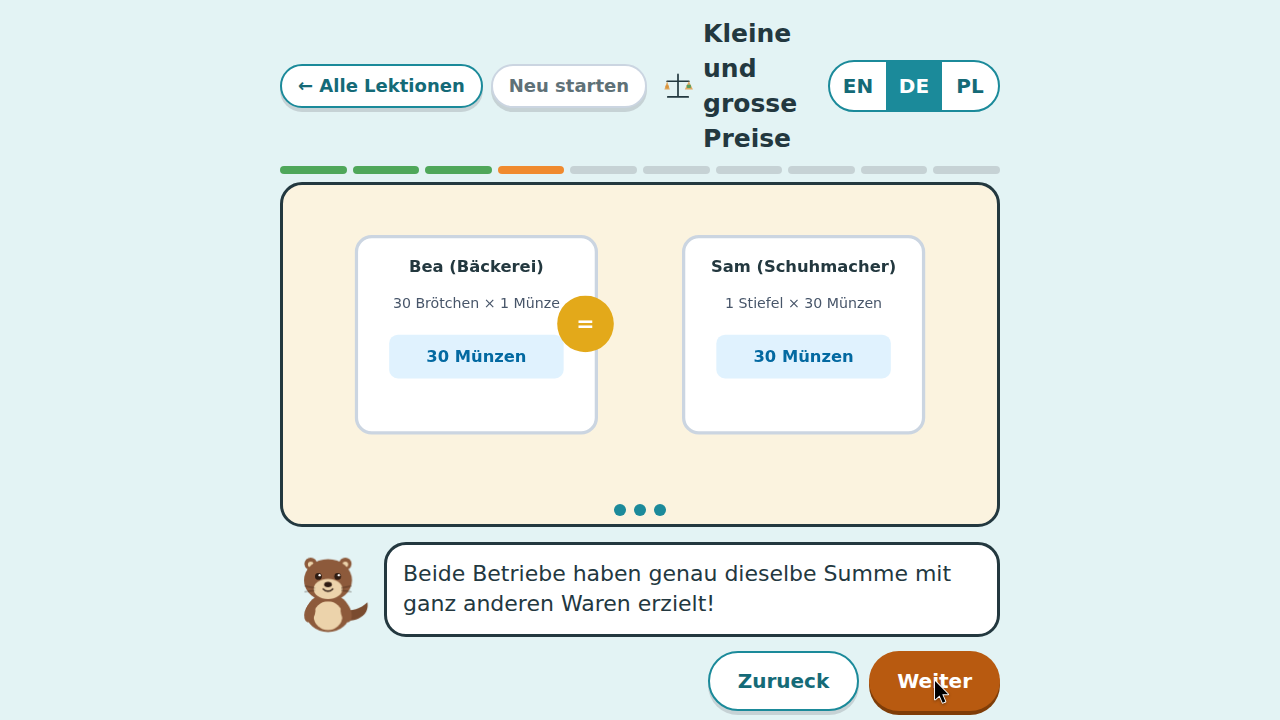 ← Alle Lektionen
Neu starten
Kleine
und
grosse
Preise
EN DE PL
Bea (Bäckerei)
30 Brötchen × 1 Münze
30 Münzen
=
Sam (Schuhmacher)
1 Stiefel × 30 Münzen
30 Münzen
Beide Betriebe haben genau dieselbe Summe mit
ganz anderen Waren erzielt!
Zurueck
Weiter